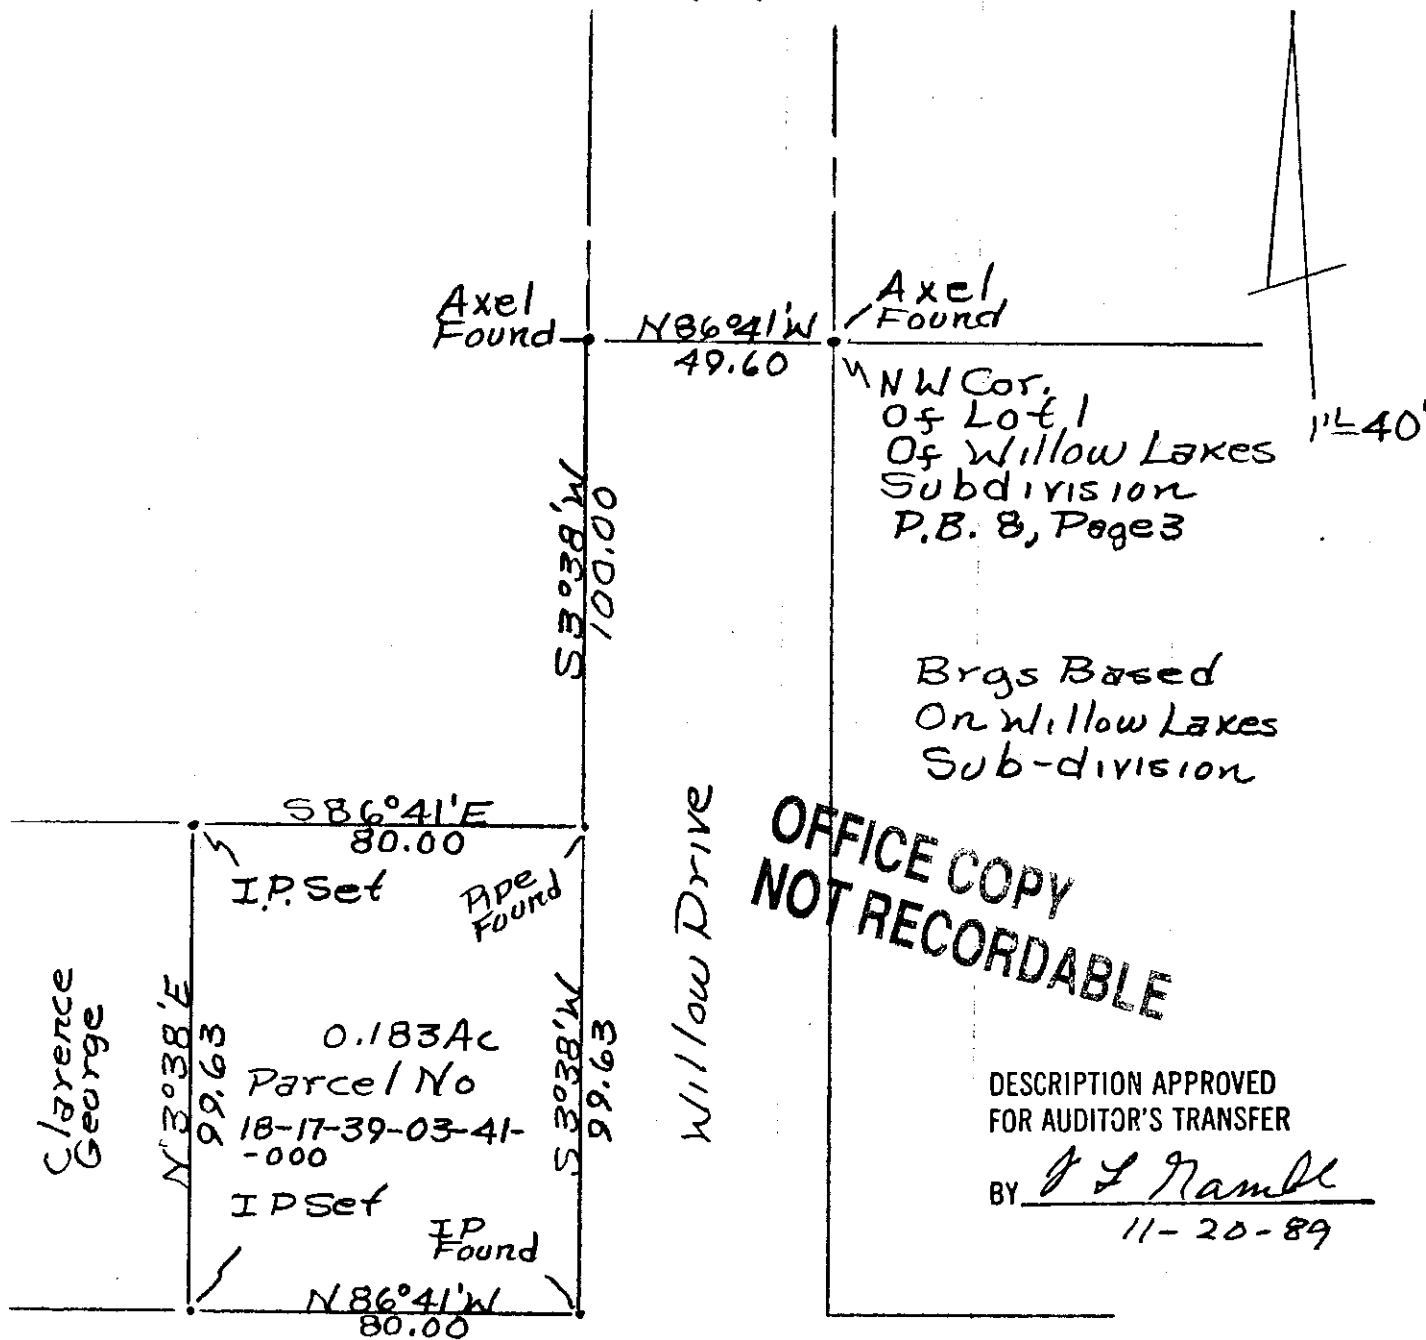 Axel
Found
N86°41'W
49.60
Axel
Found
NW Cor.
Of Lot 1
Of Willow Lakes
Subdivision
P.B. 8, Page 3
1"=40'
S3°38'W
100.00
Brgs Based
On Willow Lakes
Sub-division
S86°41'E
80.00
I.P. Set
Pipe
Found
Willow Drive
OFFICE COPY
NOT RECORDABLE
Clarence
George
N3°38'E
99.63
0.183Ac
Parcel No
18-17-39-03-41-
-000
S3°38'W
99.63
IP Set
IP
Found
N86°41'W
80.00
DESCRIPTION APPROVED
FOR AUDITOR'S TRANSFER
BY
11-20-89